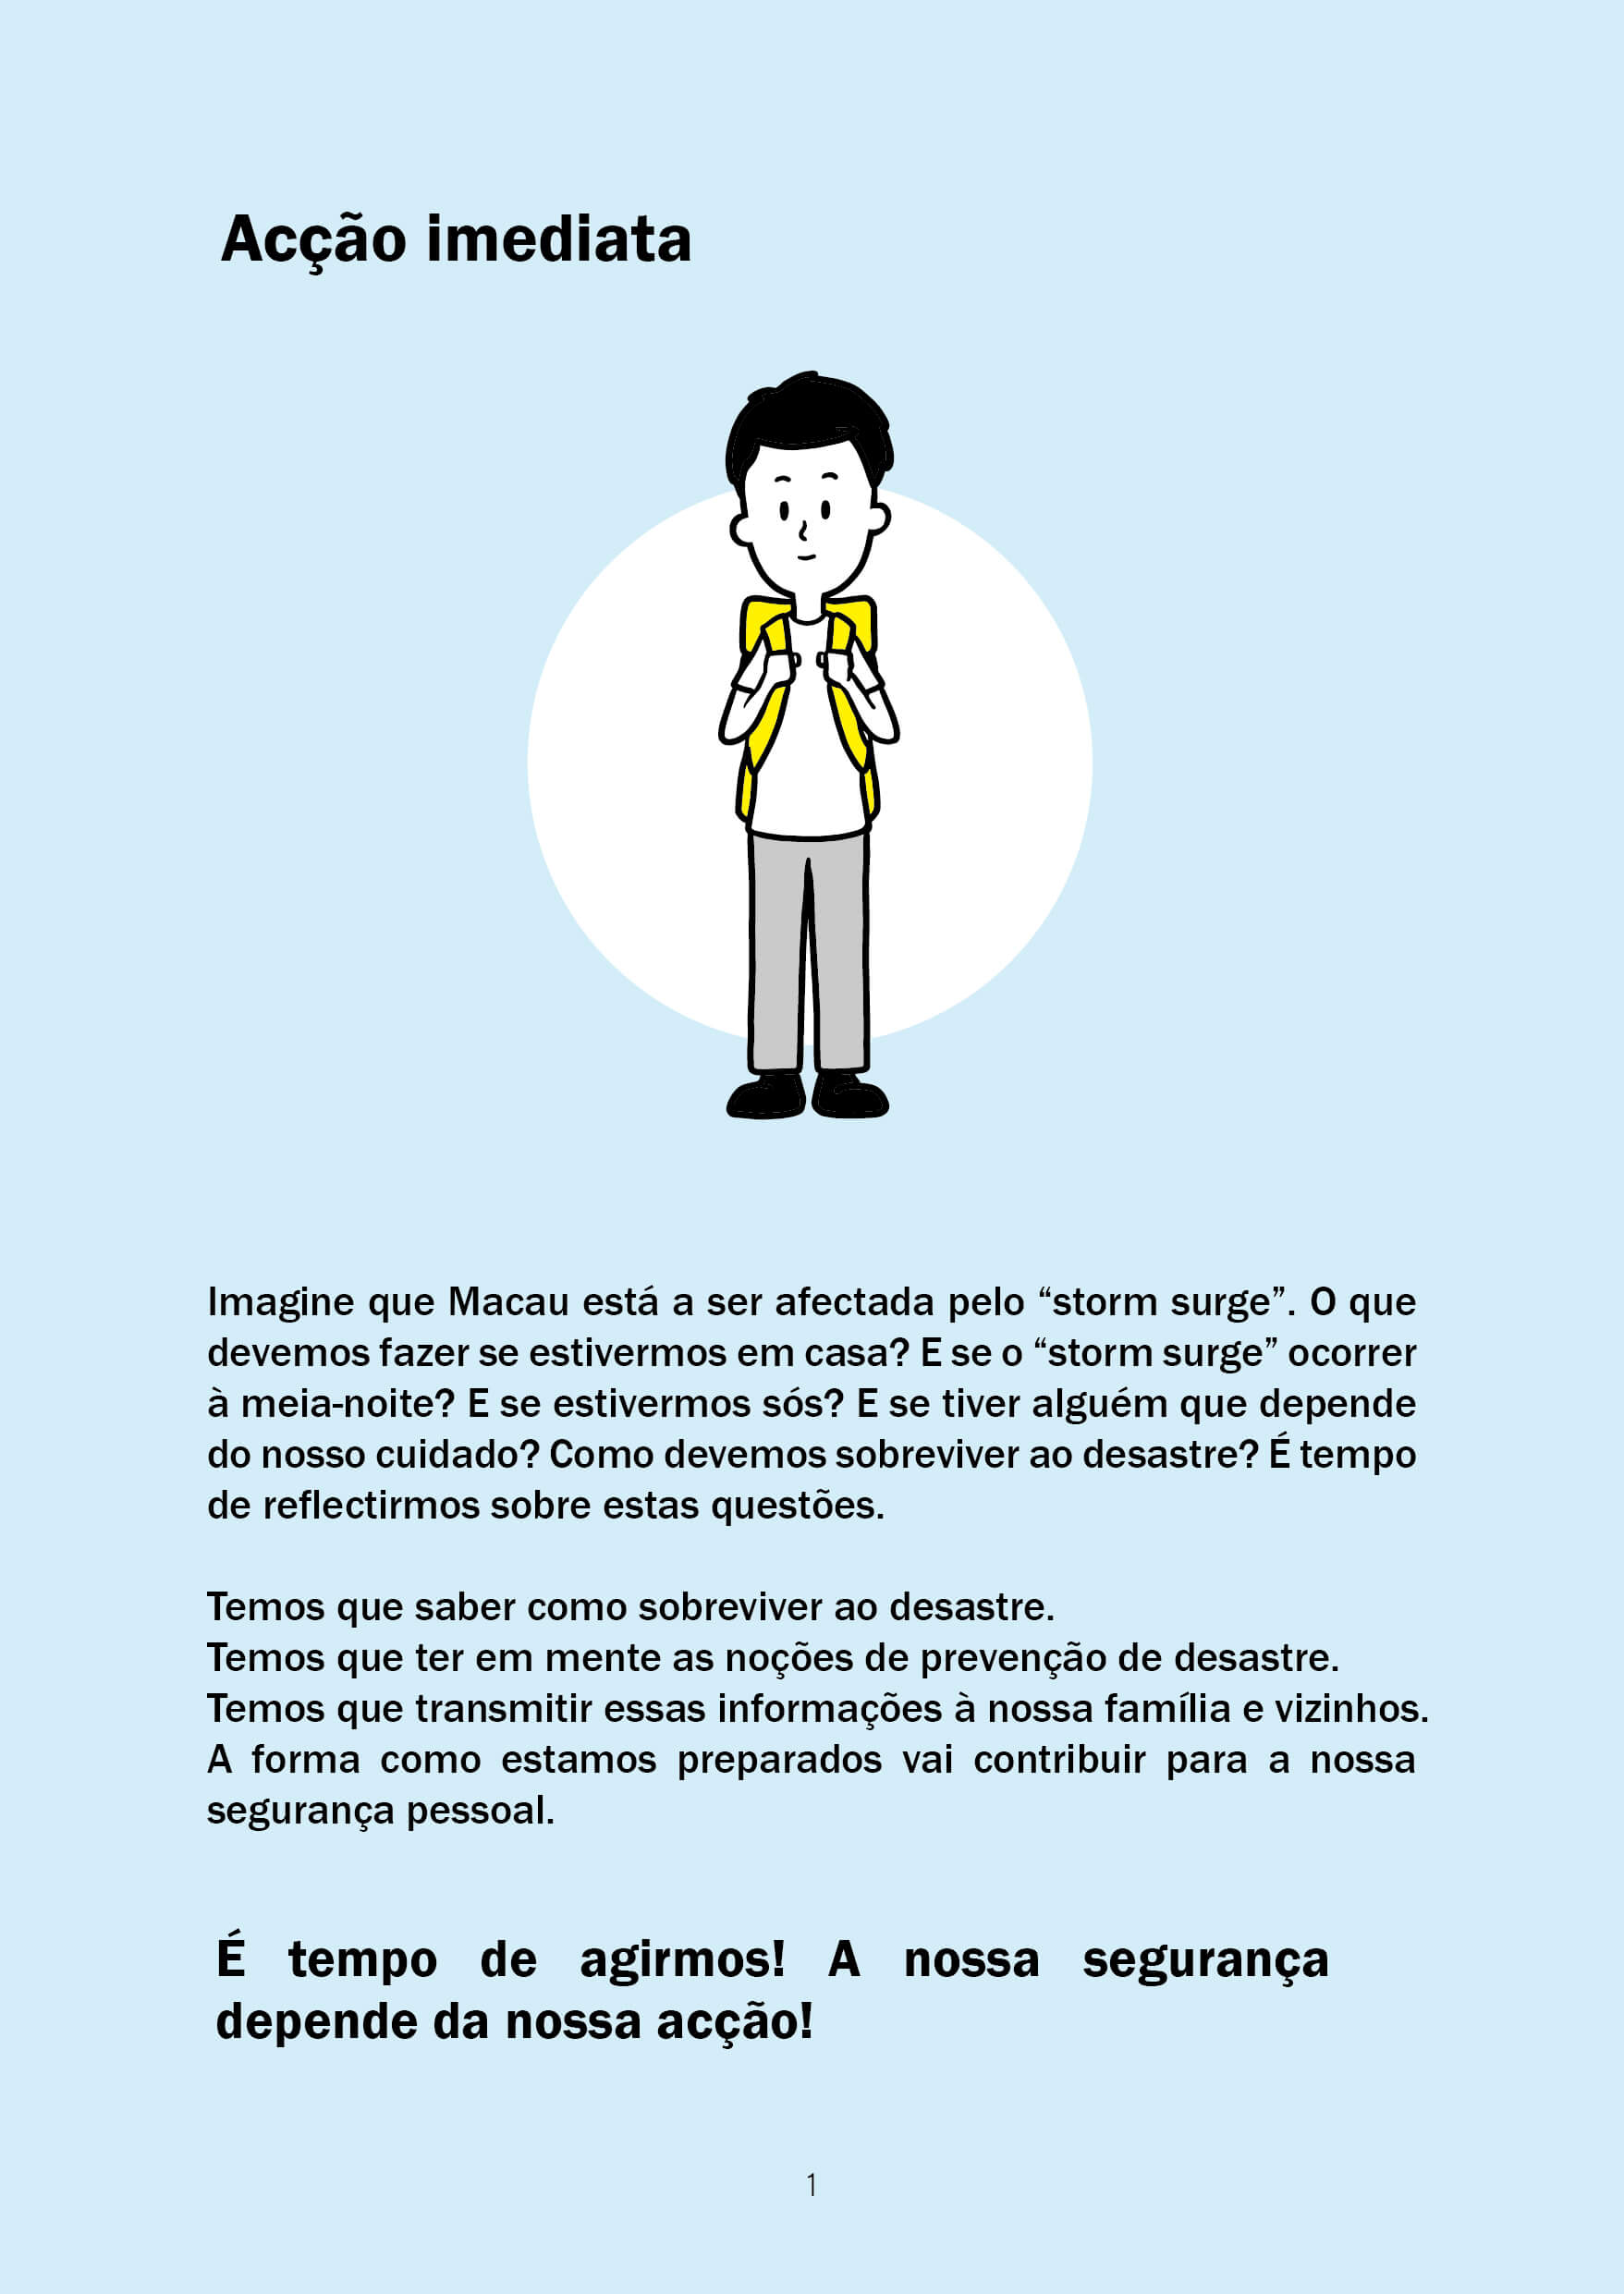 Acção imediata
Imagine que Macau está a ser afectada pelo “storm surge”. O que
devemos fazer se estivermos em casa? E se o “storm surge” ocorrer
à meia-noite? E se estivermos sós? E se tiver alguém que depende
do nosso cuidado? Como devemos sobreviver ao desastre? É tempo
de reflectirmos sobre estas questões.
Temos que saber como sobreviver ao desastre.
Temos que ter em mente as noções de prevenção de desastre.
Temos que transmitir essas informações à nossa família e vizinhos.
A forma como estamos preparados vai contribuir para a nossa
segurança pessoal.
É tempo de agirmos! A nossa segurança
depende da nossa acção!
1